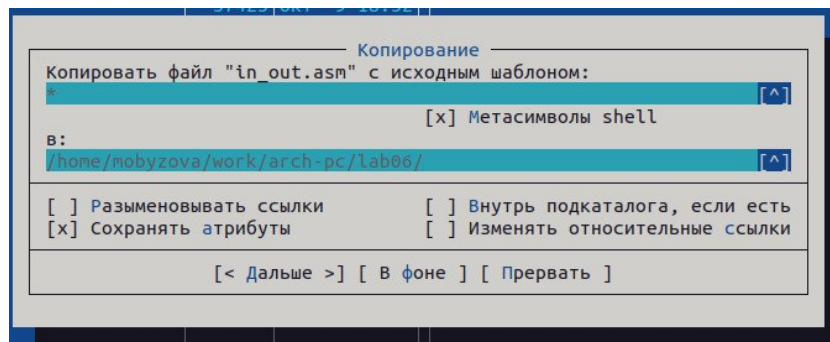 Копирование
Копировать файл "in_out.asm" с исходным шаблоном:
* [^]
[x] Метасимволы shell
в:
/home/mobyzova/work/arch-pc/lab06/ [^]
[ ] Разыменовывать ссылки [ ] Внутрь подкаталога, если есть
[x] Сохранять атрибуты [ ] Изменять относительные ссылки
[< Дальше >] [ В фоне ] [ Прервать ]